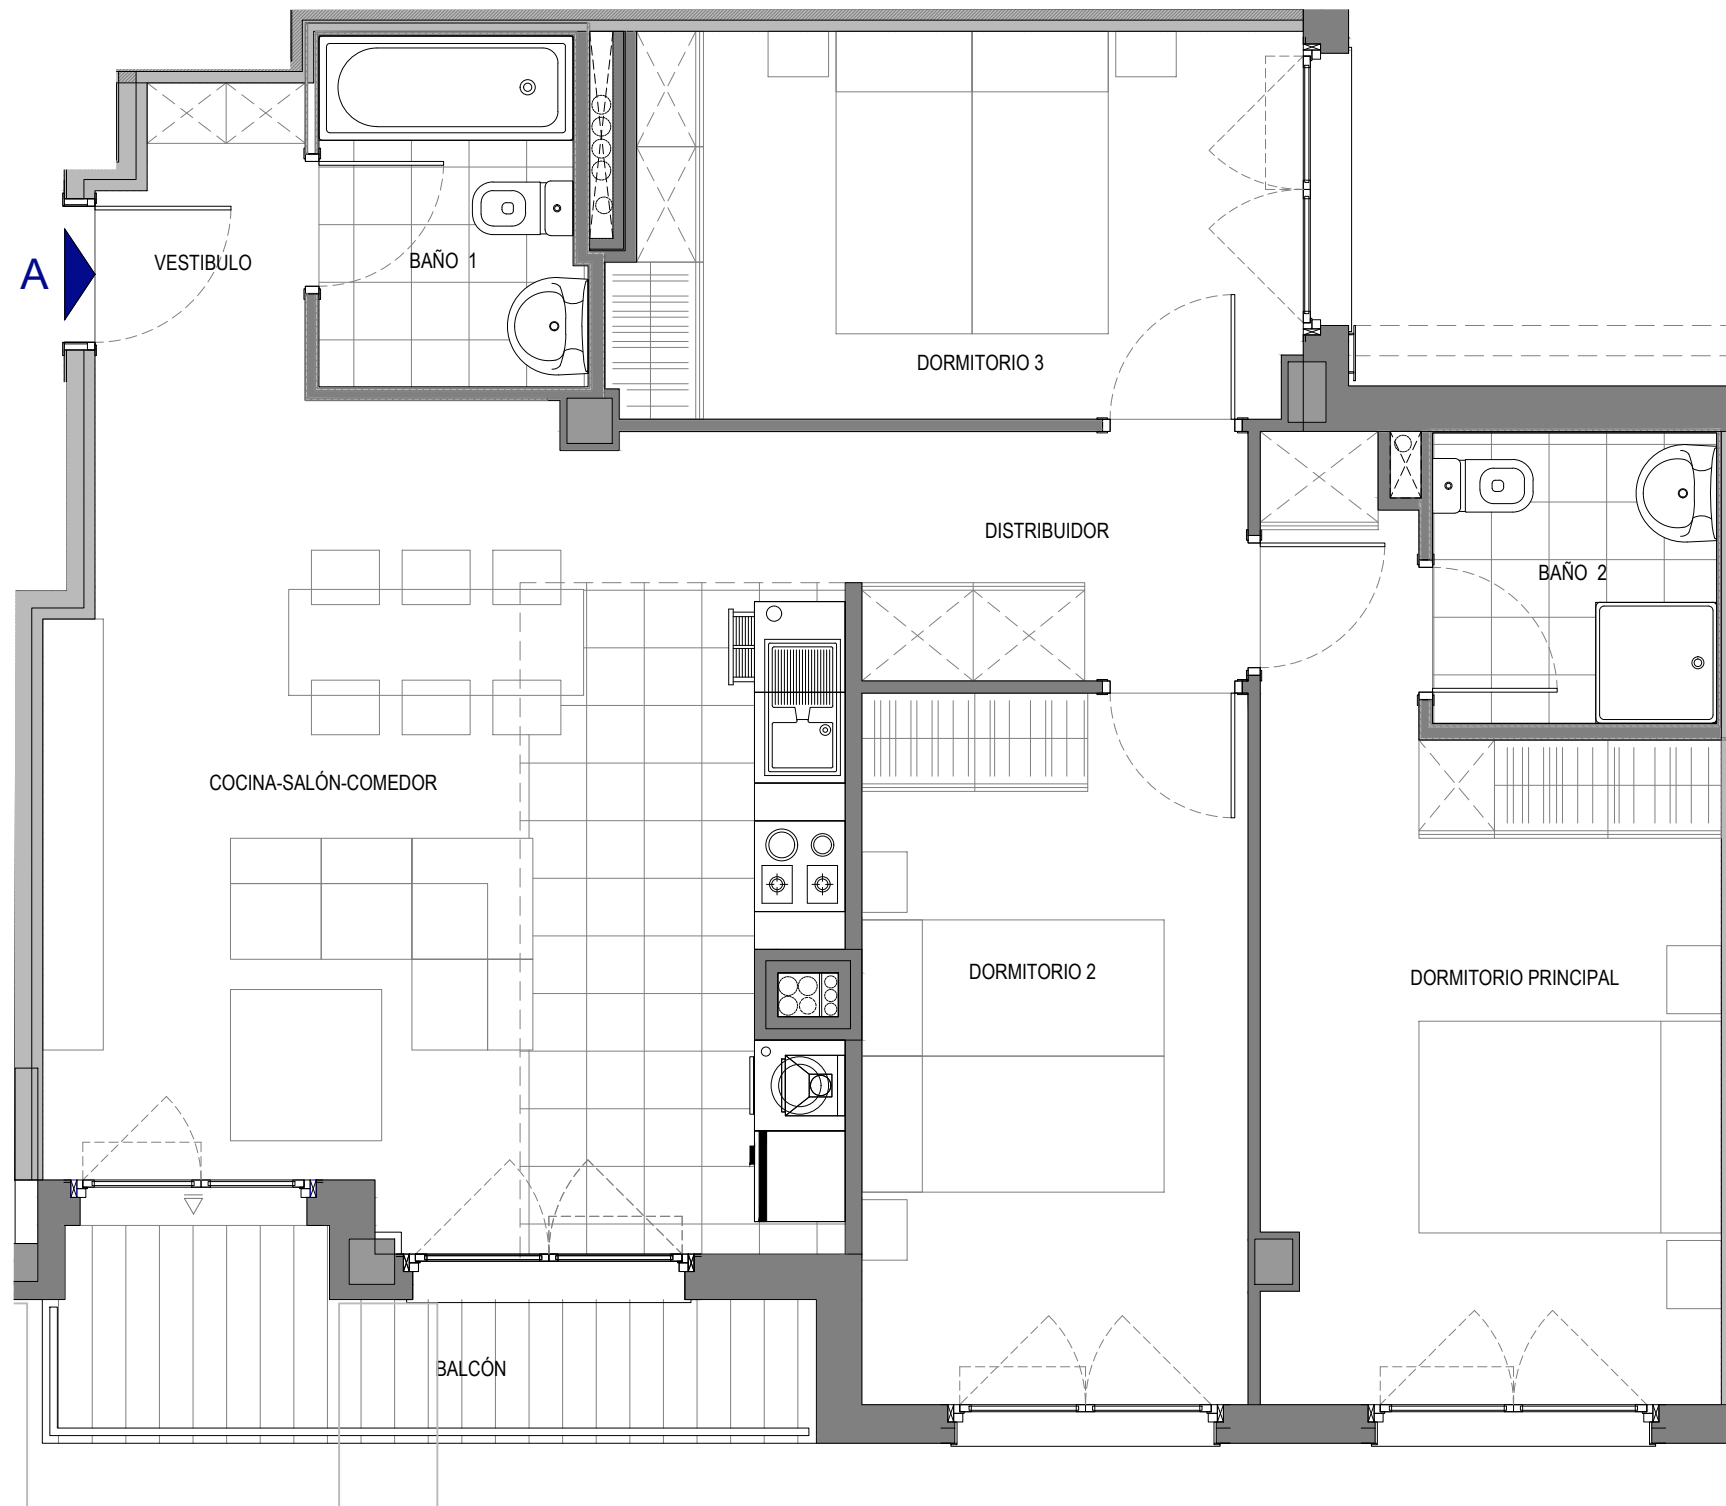 A
VESTIBULO
BAÑO 1
DORMITORIO 3
DISTRIBUIDOR
BAÑO 2
COCINA-SALÓN-COMEDOR
DORMITORIO 2
DORMITORIO PRINCIPAL
BALCÓN